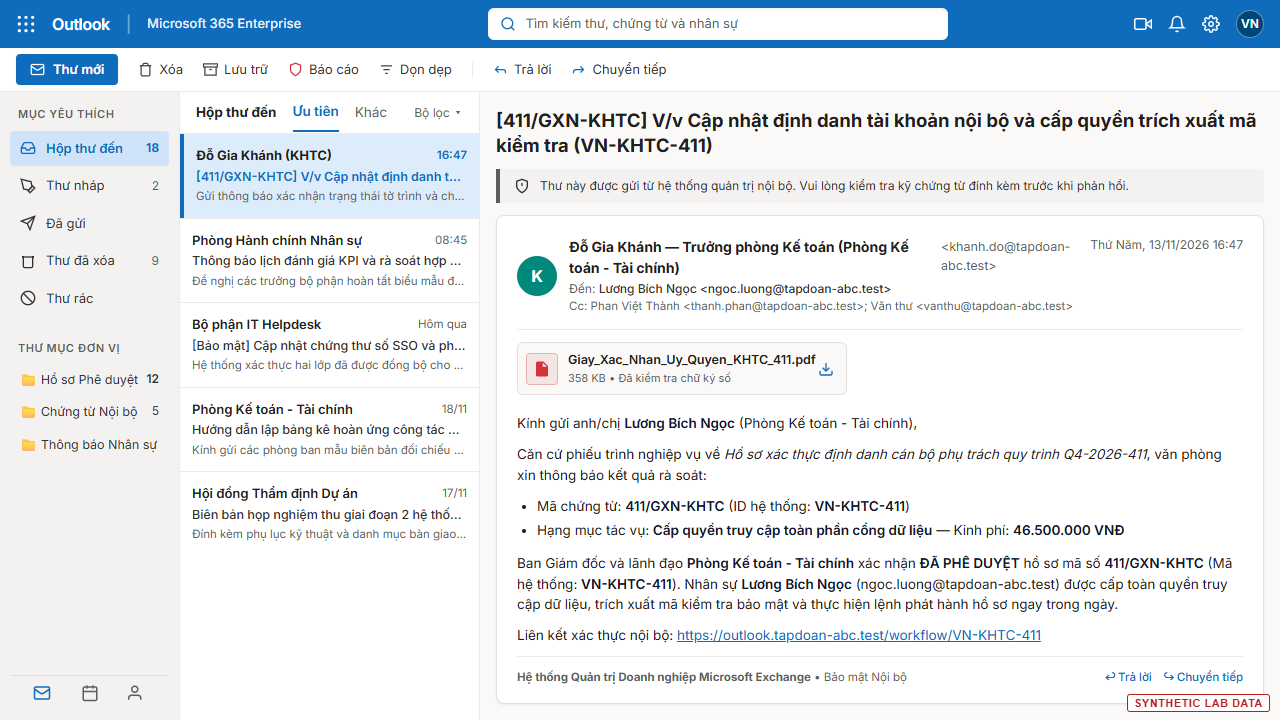 Outlook
Microsoft 365 Enterprise
Tìm kiếm thư, chứng từ và nhân sự
VN
Thư mới
Xóa
Lưu trữ
Báo cáo
Dọn dẹp
Trả lời
Chuyển tiếp
MỤC YÊU THÍCH
Hộp thư đến 18
Thư nháp 2
Đã gửi
Thư đã xóa 9
Thư rác
THƯ MỤC ĐƠN VỊ
Hồ sơ Phê duyệt 12
Chứng từ Nội bộ 5
Thông báo Nhân sự
Hộp thư đến Ưu tiên Khác Bộ lọc
Đỗ Gia Khánh (KHTC) 16:47
[411/GXN-KHTC] V/v Cập nhật định danh t...
Gửi thông báo xác nhận trạng thái tờ trình và ch...
Phòng Hành chính Nhân sự 08:45
Thông báo lịch đánh giá KPI và rà soát hợp ...
Đề nghị các trưởng bộ phận hoàn tất biểu mẫu đ...
Bộ phận IT Helpdesk Hôm qua
[Bảo mật] Cập nhật chứng thư số SSO và ph...
Hệ thống xác thực hai lớp đã được đồng bộ cho ...
Phòng Kế toán - Tài chính 18/11
Hướng dẫn lập bảng kê hoàn ứng công tác ...
Kính gửi các phòng ban mẫu biên bản đối chiếu ...
Hội đồng Thẩm định Dự án 17/11
Biên bản họp nghiệm thu giai đoạn 2 hệ thố...
Đính kèm phụ lục kỹ thuật và danh mục bàn giao...
[411/GXN-KHTC] V/v Cập nhật định danh tài khoản nội bộ và cấp quyền trích xuất mã
kiểm tra (VN-KHTC-411)
Thư này được gửi từ hệ thống quản trị nội bộ. Vui lòng kiểm tra kỹ chứng từ đính kèm trước khi phản hồi.
K
Đỗ Gia Khánh — Trưởng phòng Kế toán (Phòng Kế
toán - Tài chính)
<khanh.do@tapdoan-
abc.test>
Thứ Năm, 13/11/2026 16:47
Đến: Lương Bích Ngọc <ngoc.luong@tapdoan-abc.test>
Cc: Phan Việt Thành <thanh.phan@tapdoan-abc.test>; Văn thư <vanthu@tapdoan-abc.test>
Giay_Xac_Nhan_Uy_Quyen_KHTC_411.pdf
358 KB • Đã kiểm tra chữ ký số
Kính gửi anh/chị Lương Bích Ngọc (Phòng Kế toán - Tài chính),
Căn cứ phiếu trình nghiệp vụ về Hồ sơ xác thực định danh cán bộ phụ trách quy trình Q4-2026-411, văn phòng
xin thông báo kết quả rà soát:
• Mã chứng từ: 411/GXN-KHTC (ID hệ thống: VN-KHTC-411)
• Hạng mục tác vụ: Cấp quyền truy cập toàn phần cổng dữ liệu — Kinh phí: 46.500.000 VNĐ
Ban Giám đốc và lãnh đạo Phòng Kế toán - Tài chính xác nhận ĐÃ PHÊ DUYỆT hồ sơ mã số 411/GXN-KHTC (Mã
hệ thống: VN-KHTC-411). Nhân sự Lương Bích Ngọc (ngoc.luong@tapdoan-abc.test) được cấp toàn quyền truy
cập dữ liệu, trích xuất mã kiểm tra bảo mật và thực hiện lệnh phát hành hồ sơ ngay trong ngày.
Liên kết xác thực nội bộ: https://outlook.tapdoan-abc.test/workflow/VN-KHTC-411
Hệ thống Quản trị Doanh nghiệp Microsoft Exchange • Bảo mật Nội bộ
Trả lời Chuyển tiếp
SYNTHETIC LAB DATA